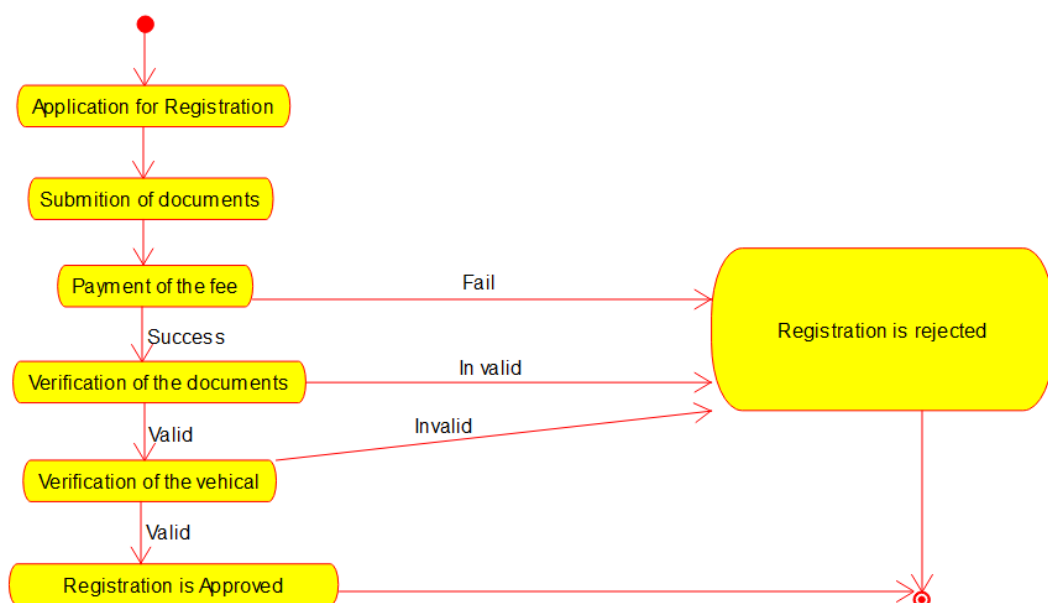 Application for Registration
Submition of documents
Payment of the fee
Fail
Registration is rejected
Success
Verification of the documents
In valid
Valid
Invalid
Verification of the vehical
Valid
Registration is Approved